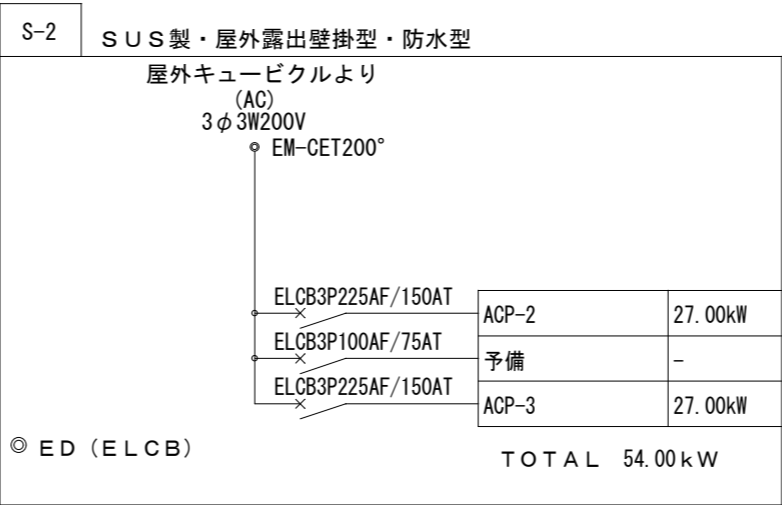 S-2
ＳＵＳ製・屋外露出壁掛型・防水型
屋外キュービクルより
(AC)
3φ3W200V
◎ EM-CET200°
ELCB3P225AF/150AT
ACP-2 27.00kW
ELCB3P100AF/75AT
予備 -
ELCB3P225AF/150AT
ACP-3 27.00kW
◎ ＥＤ（ＥＬＣＢ）
ＴＯＴＡＬ 54.00ｋＷ